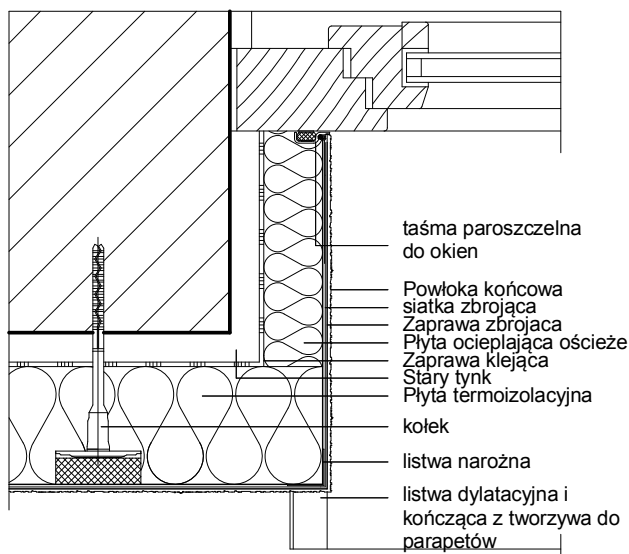 taśma paroszczelna
do okien
Powłoka końcowa
siatka zbrojąca
Zaprawa zbrojaca
Płyta ocieplająca ościeże
Zaprawa klejąca
Stary tynk
Płyta termoizolacyjna
kołek
listwa narożna
listwa dylatacyjna i
kończąca z tworzywa do
parapetów